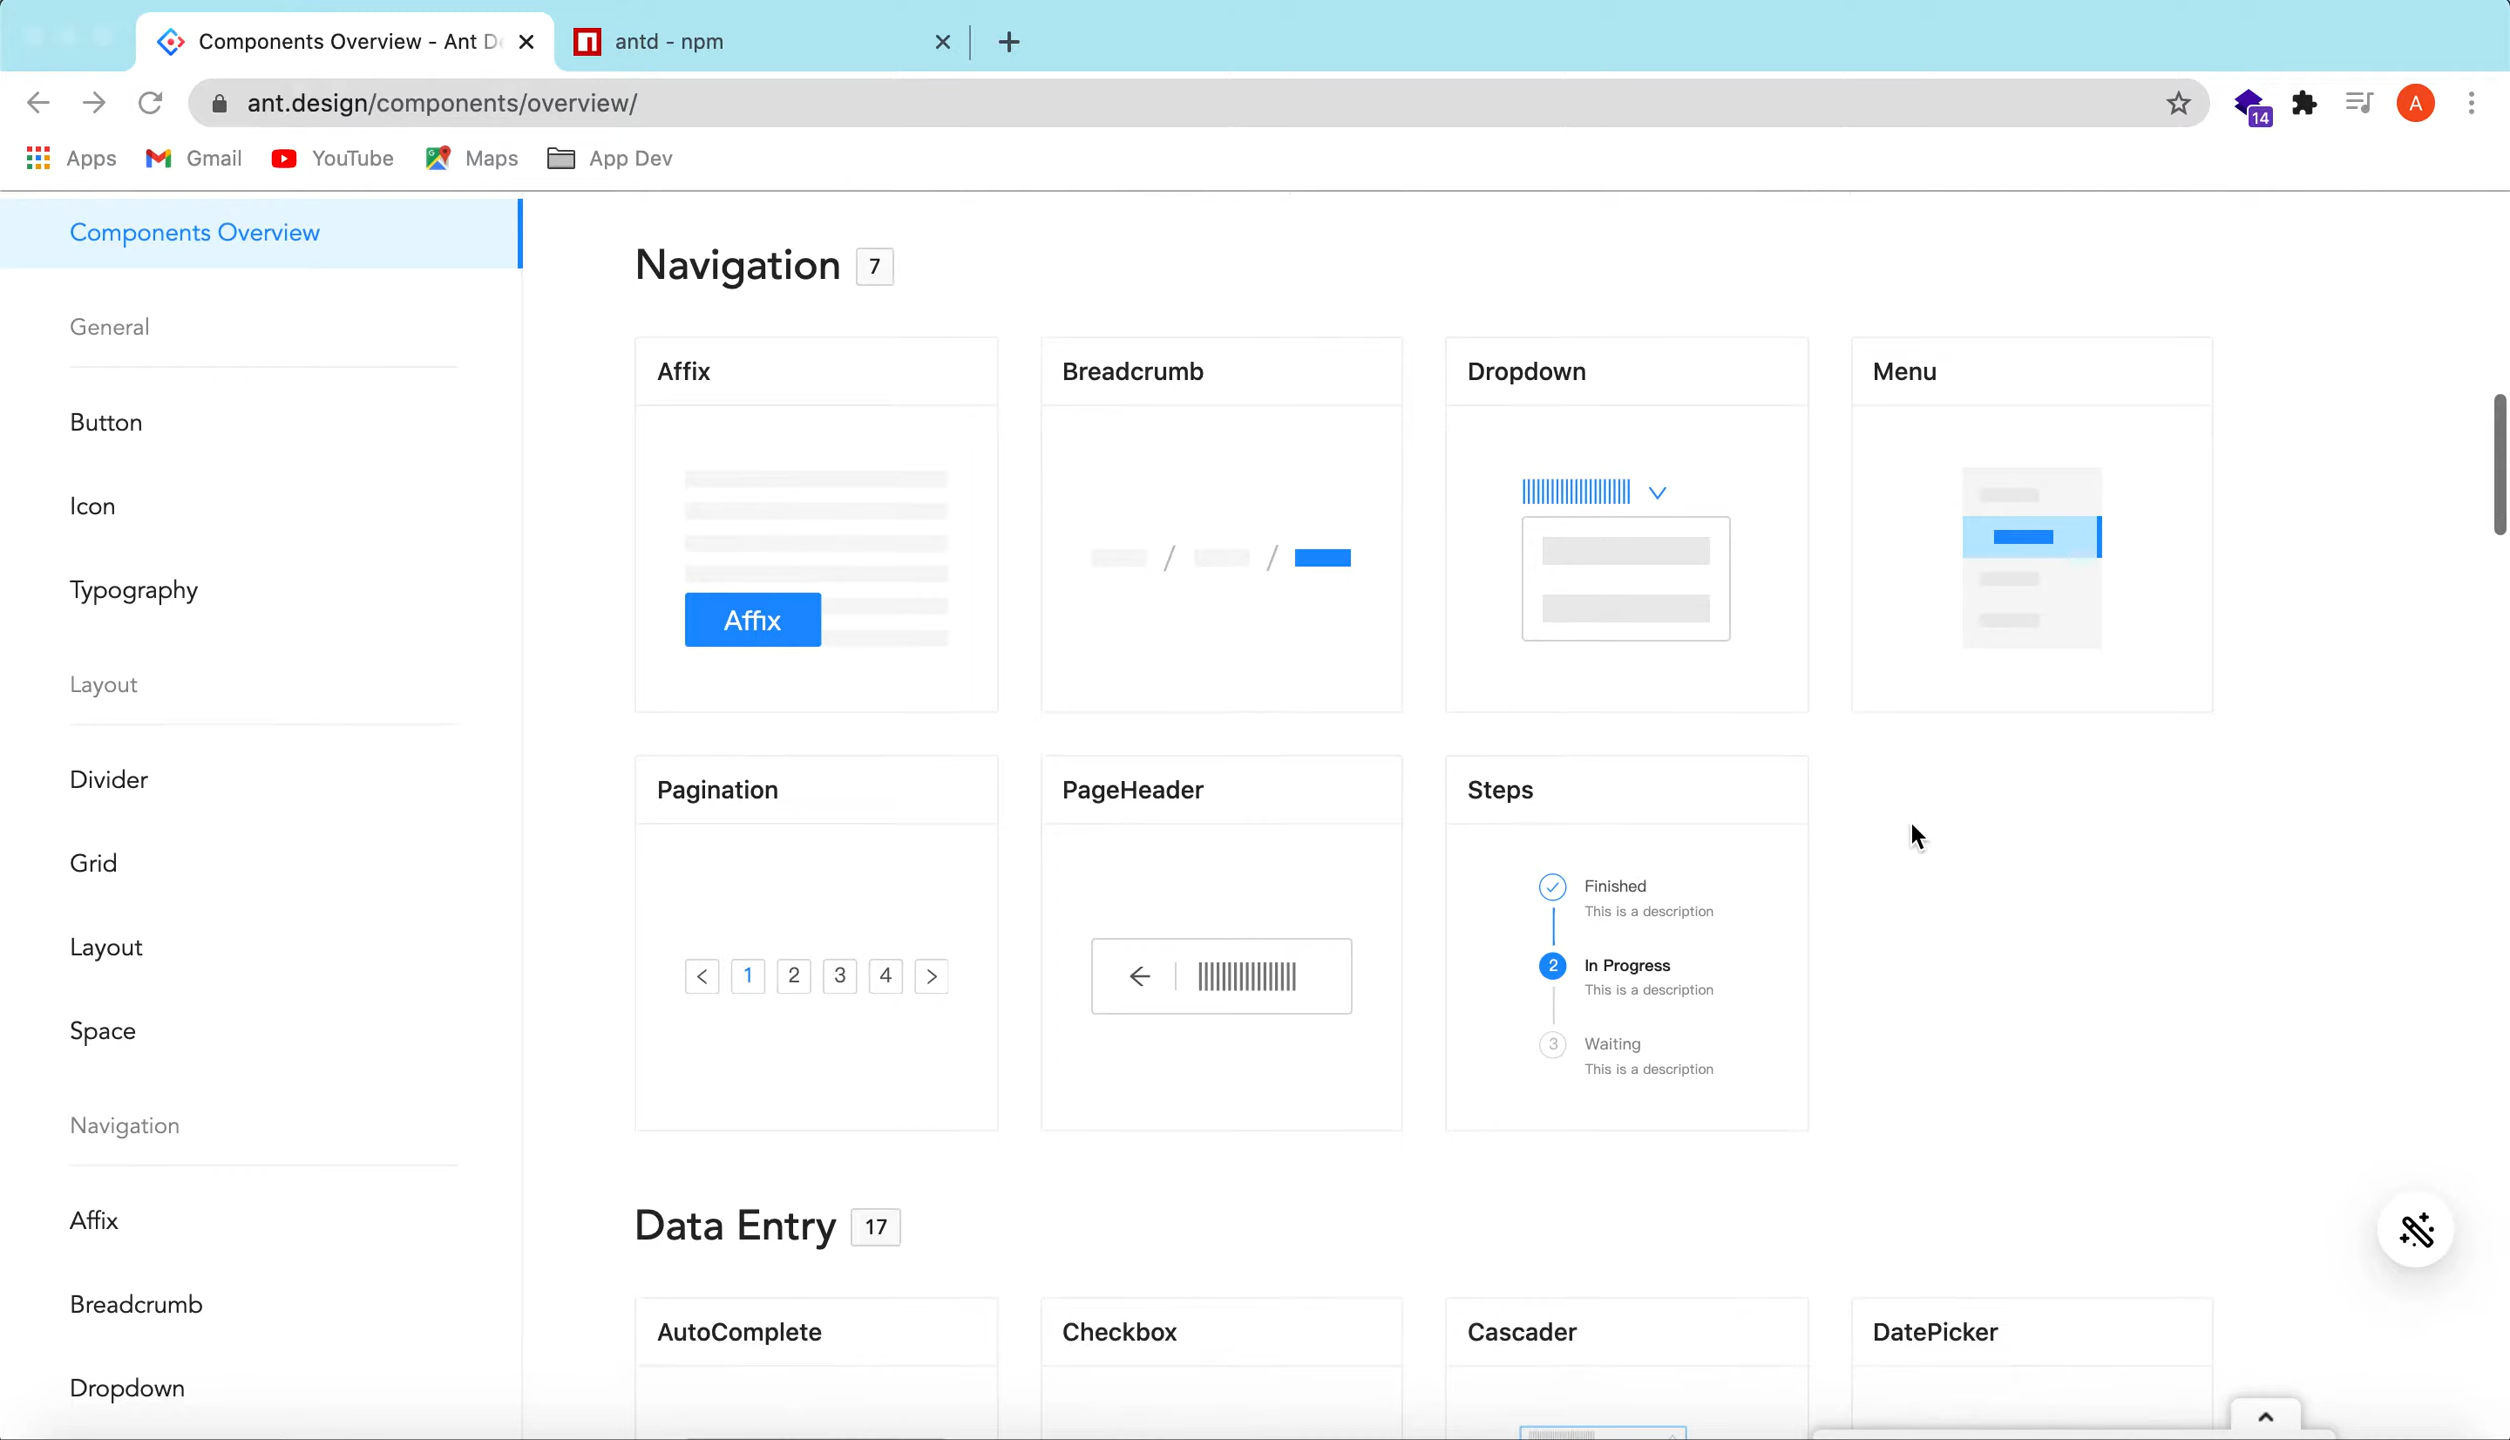 Components Overview - Ant D
antd - npm
ant.design/components/overview/
14
A
Apps
Gmail
YouTube
Maps
App Dev
Components Overview
General
Button
Icon
Typography
Layout
Divider
Grid
Layout
Space
Navigation
Affix
Breadcrumb
Dropdown
Navigation 7
Affix
Breadcrumb
Dropdown
Menu
Affix
/ /
Pagination
PageHeader
Steps
< 1 2 3 4 >
Finished
This is a description
2 In Progress
This is a description
3 Waiting
This is a description
Data Entry 17
AutoComplete
Checkbox
Cascader
DatePicker